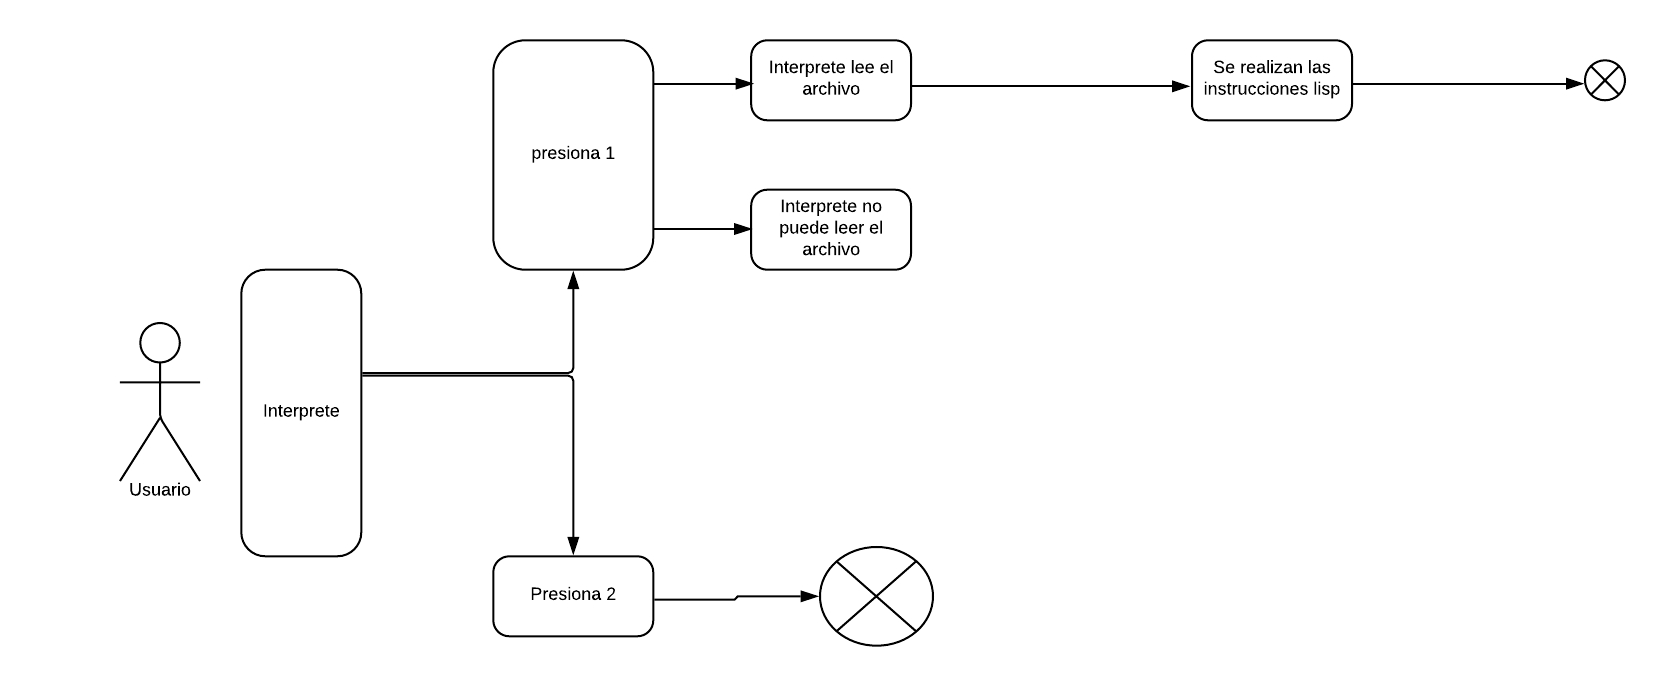 Interprete lee el
archivo
Se realizan las
instrucciones lisp
presiona 1
Interprete no
puede leer el
archivo
Interprete
Usuario
Presiona 2